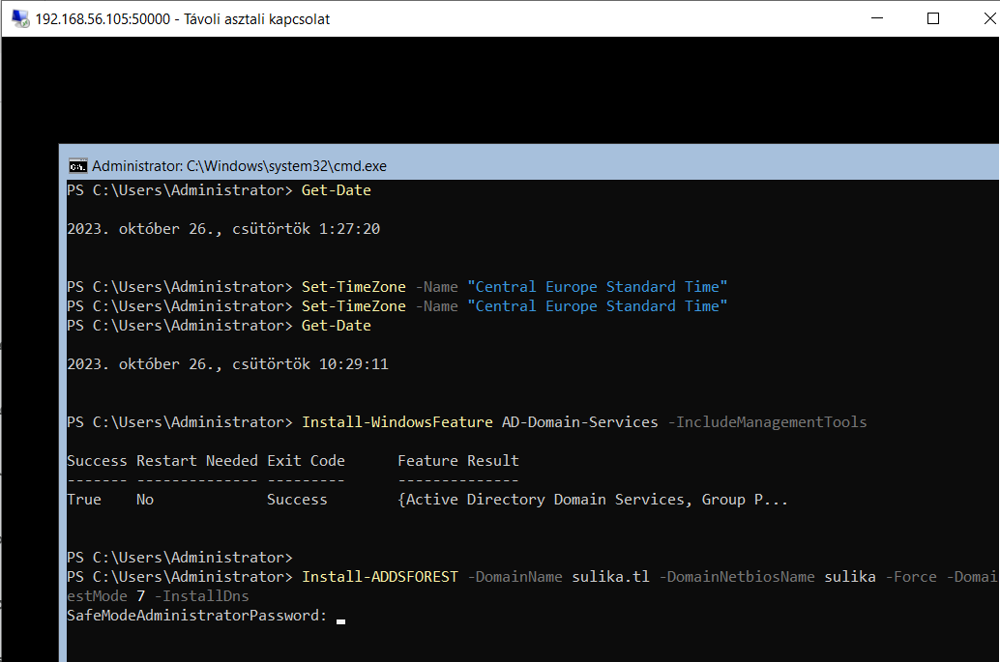 192.168.56.105:50000 - Távoli asztali kapcsolat
Administrator: C:\Windows\system32\cmd.exe
PS C:\Users\Administrator> Get-Date
2023. október 26., csütörtök 1:27:20
PS C:\Users\Administrator> Set-TimeZone -Name "Central Europe Standard Time"
PS C:\Users\Administrator> Set-TimeZone -Name "Central Europe Standard Time"
PS C:\Users\Administrator> Get-Date
2023. október 26., csütörtök 10:29:11
PS C:\Users\Administrator> Install-WindowsFeature AD-Domain-Services -IncludeManagementTools
Success Restart Needed Exit Code      Feature Result
------- -------------- ---------      --------------
True    No             Success        {Active Directory Domain Services, Group P...
PS C:\Users\Administrator>
PS C:\Users\Administrator> Install-ADDSFOREST -DomainName sulika.tl -DomainNetbiosName sulika -Force -Domai
estMode 7 -InstallDns
SafeModeAdministratorPassword: